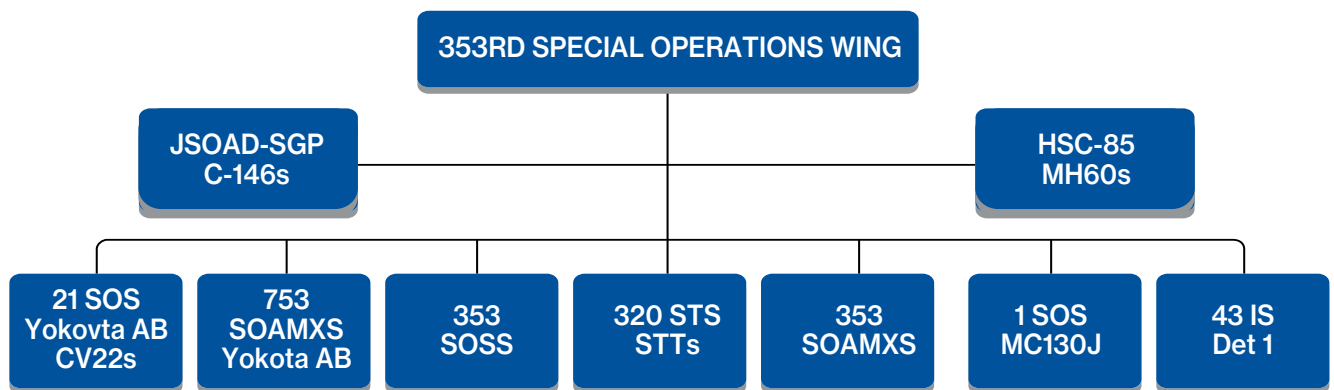 353RD SPECIAL OPERATIONS WING
JSOAD-SGP
C-146s
HSC-85
MH60s
21 SOS
Yokovta AB
CV22s
753
SOAMXS
Yokota AB
353
SOSS
320 STS
STTs
353
SOAMXS
1 SOS
MC130J
43 IS
Det 1